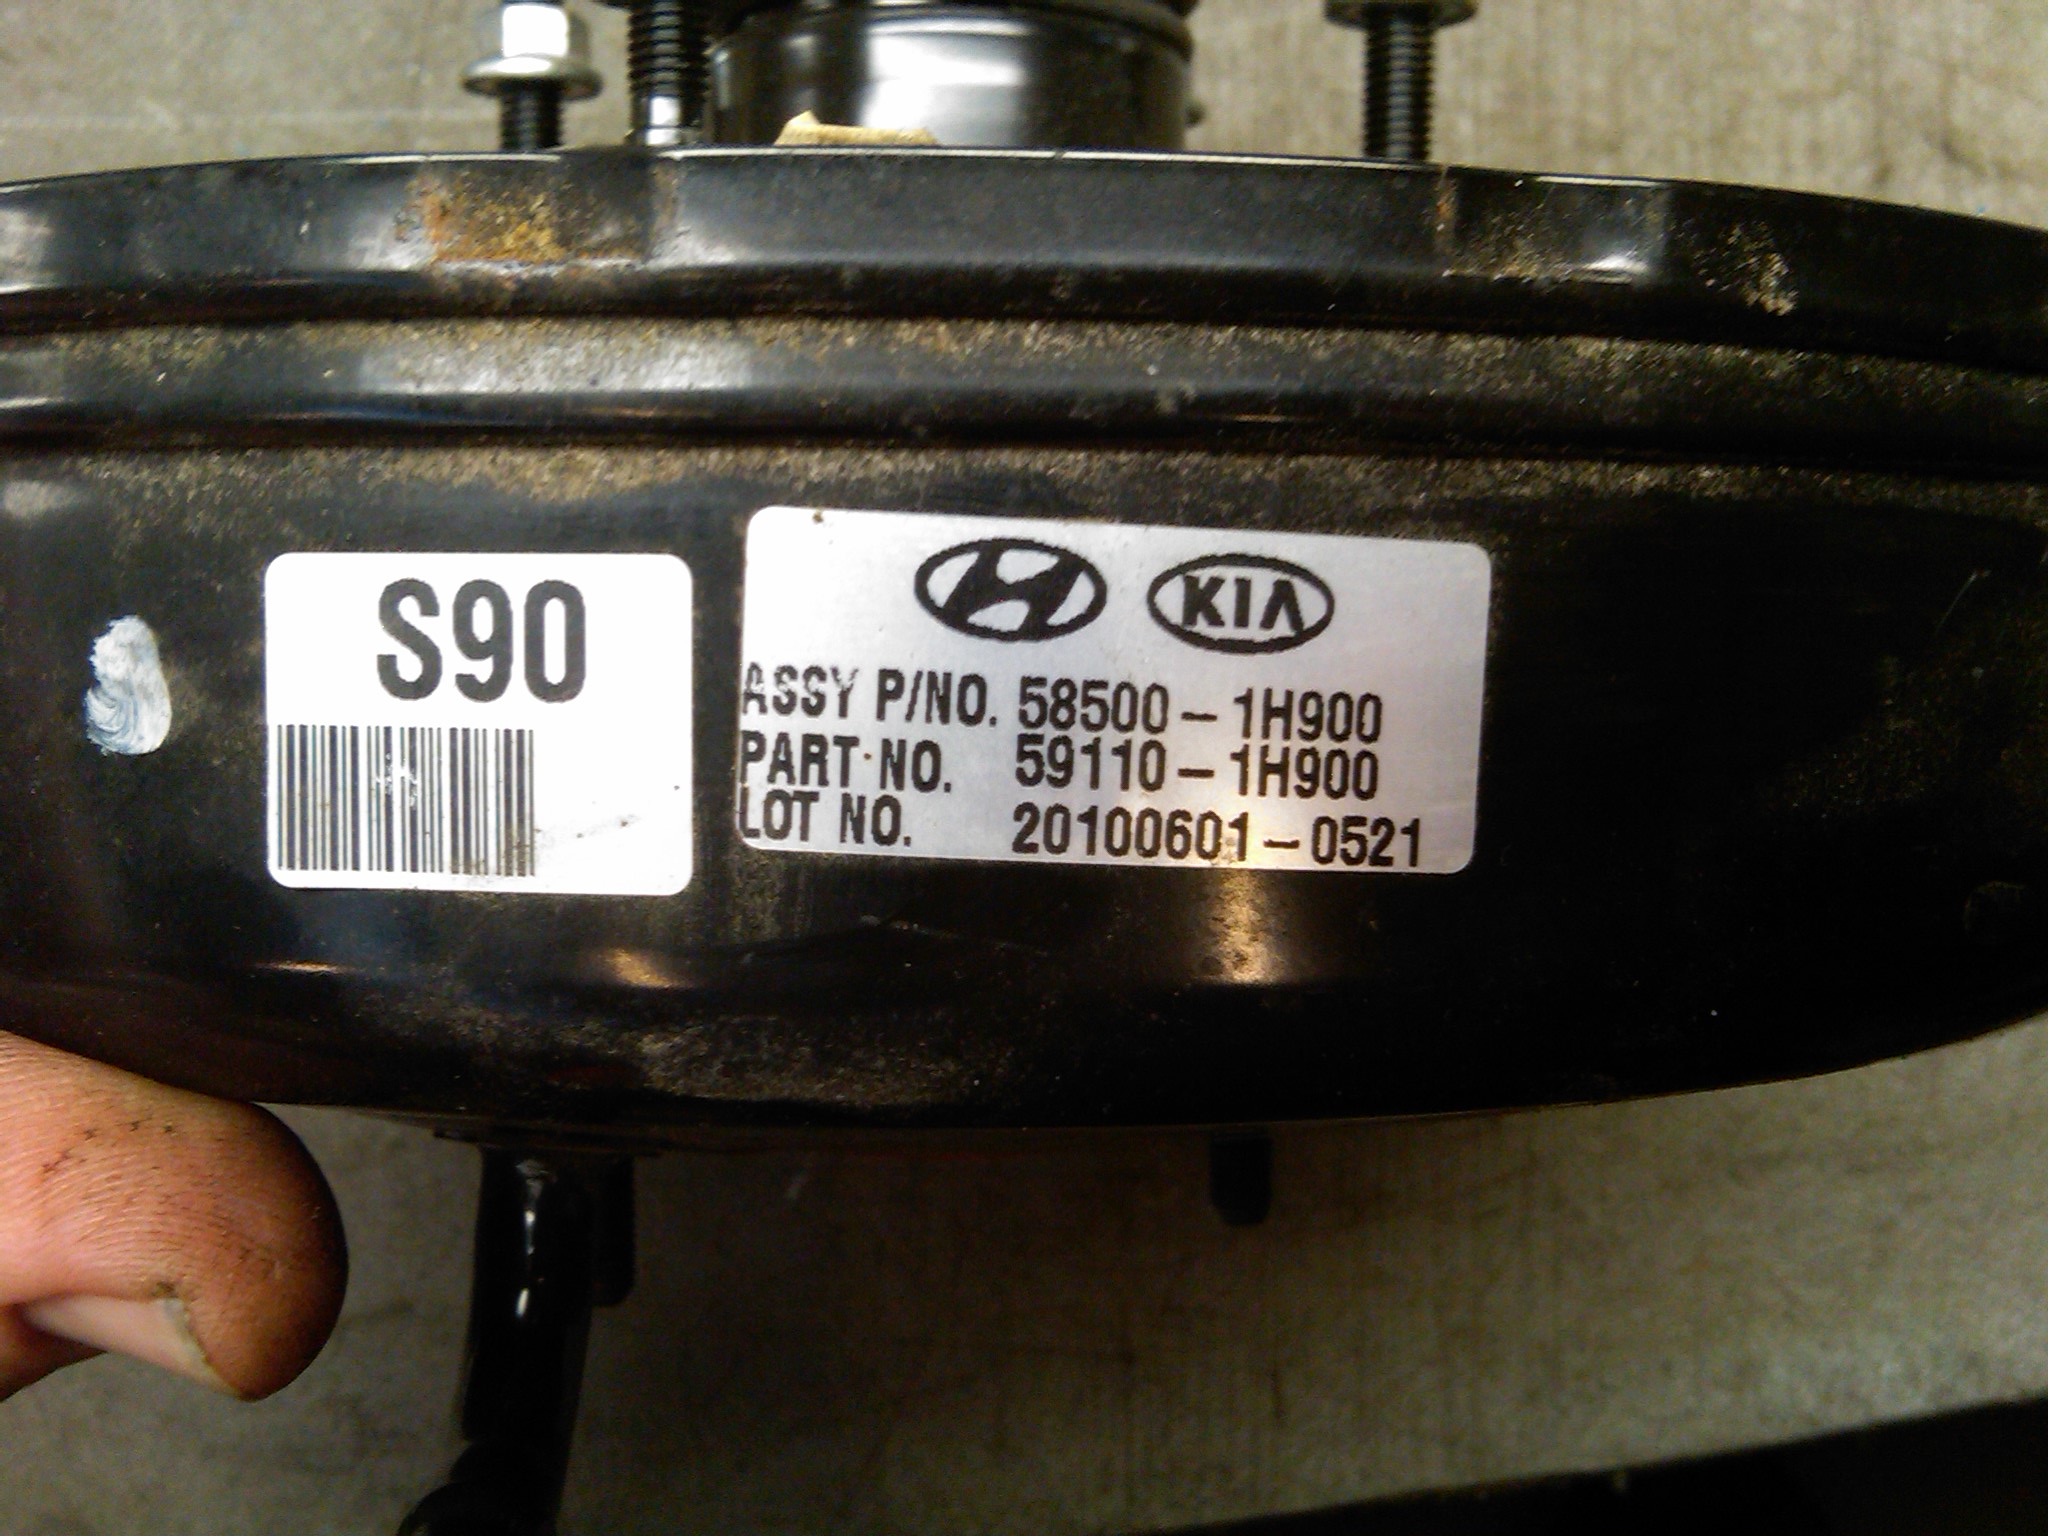 S90
KIA
ASSY P/NO. 58500-1H900
PART NO. 59110-1H900
LOT NO. 20100601-0521